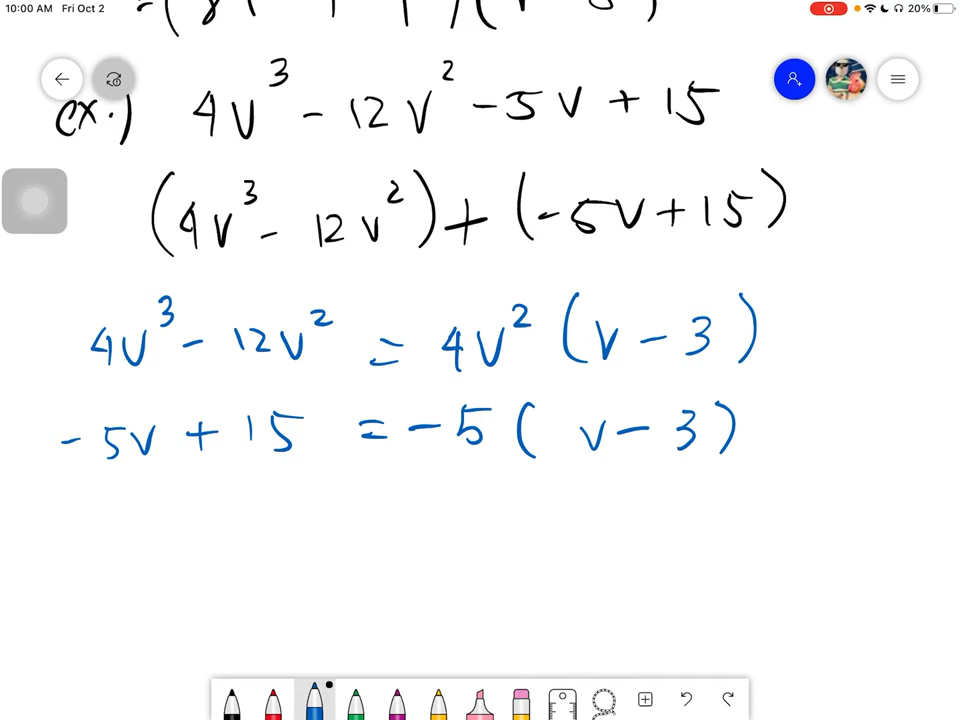 10:00 AM Fri Oct 2 20%
ex.) 4v³ - 12v² - 5v + 15
(4v³ - 12v²) + (-5v + 15)
4v³ - 12v² = 4v² (v - 3)
-5v + 15 = -5 (v - 3)